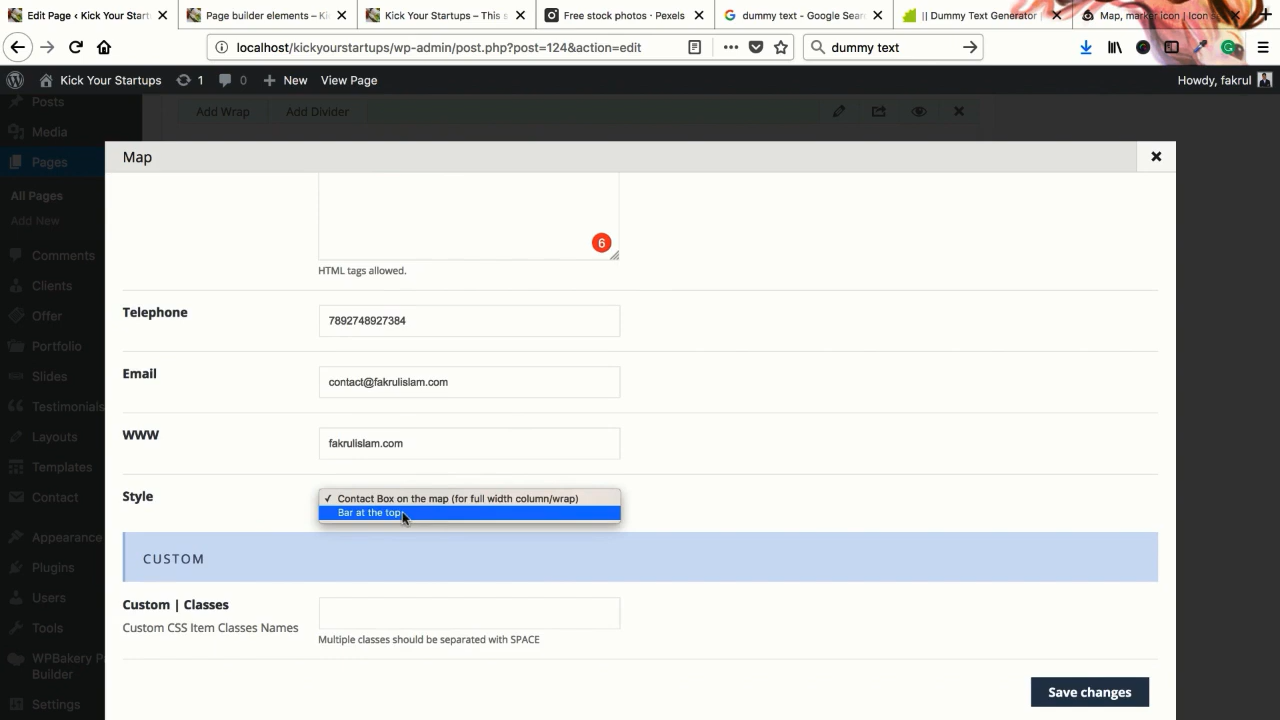 Edit Page ‹ Kick Your Start
Page builder elements – Ki
Kick Your Startups – This s
Free stock photos · Pexels
dummy text - Google Sear
|| Dummy Text Generator |
Map, marker icon | Icon s
localhost/kickyourstartups/wp-admin/post.php?post=124&action=edit
dummy text
Kick Your Startups
1
0
New
View Page
Howdy, fakrul
Posts
Media
Pages
All Pages
Add New
Comments
Clients
Offer
Portfolio
Slides
Testimonials
Layouts
Templates
Contact
Appearance
Plugins
Users
Tools
WPBakery P
Builder
Settings
Add Wrap
Add Divider
Map
6
HTML tags allowed.
Telephone
7892748927384
Email
contact@fakrulislam.com
WWW
fakrulislam.com
Style
✓ Contact Box on the map (for full width column/wrap)
Bar at the top
CUSTOM
Custom | Classes
Custom CSS Item Classes Names
Multiple classes should be separated with SPACE
Save changes